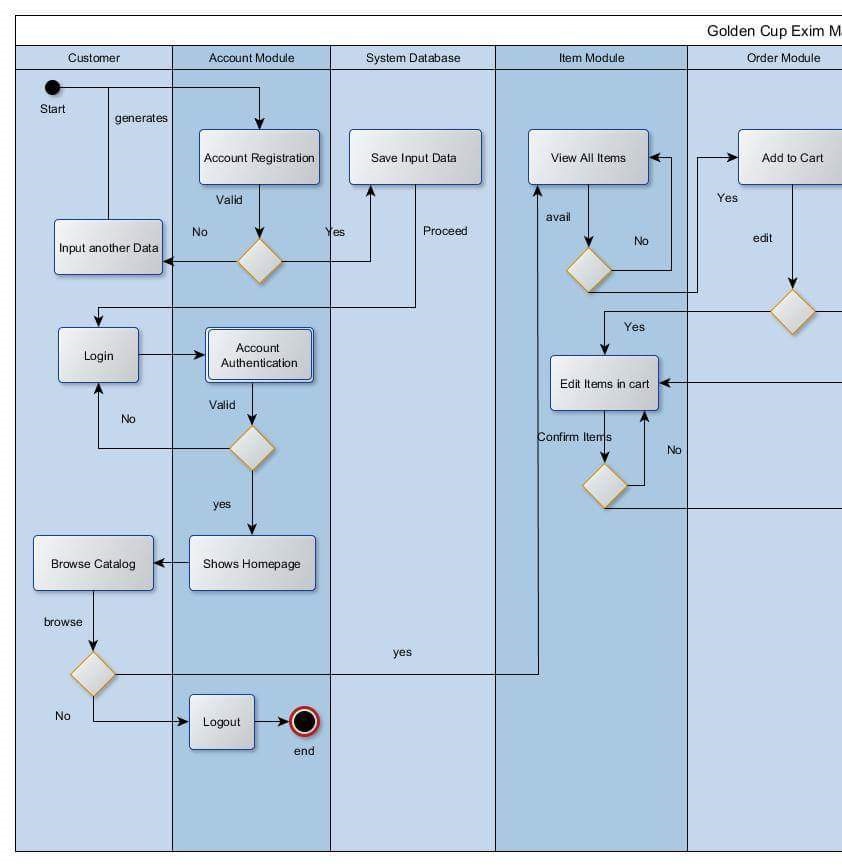 Golden Cup Exim
Customer
Account Module
System Database
Item Module
Order Module
Start
generates
Account Registration
Save Input Data
View All Items
Add to Cart
Valid
No
Yes
Proceed
avail
No
Yes
edit
Input another Data
Login
Account
Authentication
Yes
Edit Items in cart
Valid
No
Confirm Items
No
yes
Browse Catalog
Shows Homepage
browse
yes
No
Logout
end